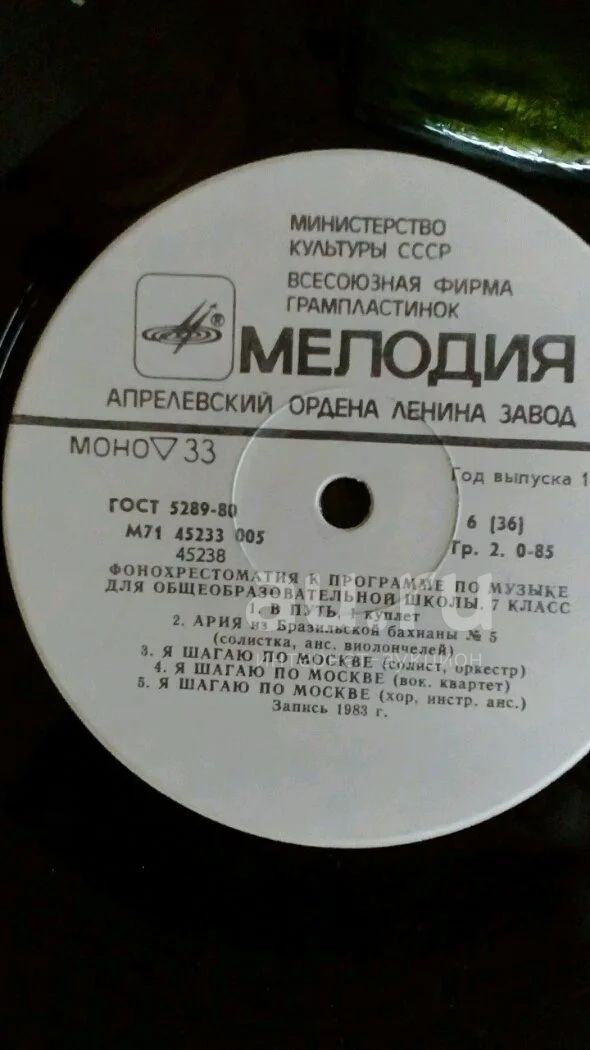 МИНИСТЕРСТВО
КУЛЬТУРЫ СССР
ВСЕСОЮЗНАЯ ФИРМА
ГРАМПЛАСТИНОК
®
МЕЛОДИЯ
АПРЕЛЕВСКИЙ ОРДЕНА ЛЕНИНА ЗАВОД
МОНО 33
Год выпуска 1
ГОСТ 5289-80
6 (36)
М71 45233 005
Гр. 2. 0-85
45238
ФОНОХРЕСТОМАТИЯ К ПРОГРАММЕ ПО МУЗЫКЕ
ДЛЯ ОБЩЕОБРАЗОВАТЕЛЬНОЙ ШКОЛЫ. 7 КЛАСС
1. В ПУТЬ, 1 куплет
2. АРИЯ из Бразильской бахианы № 5
(солистка, анс. виолончелей)
3. Я ШАГАЮ ПО МОСКВЕ (солист, оркестр)
4. Я ШАГАЮ ПО МОСКВЕ (вок. квартет)
5. Я ШАГАЮ ПО МОСКВЕ (хор, инстр. анс.)
Запись 1983 г.